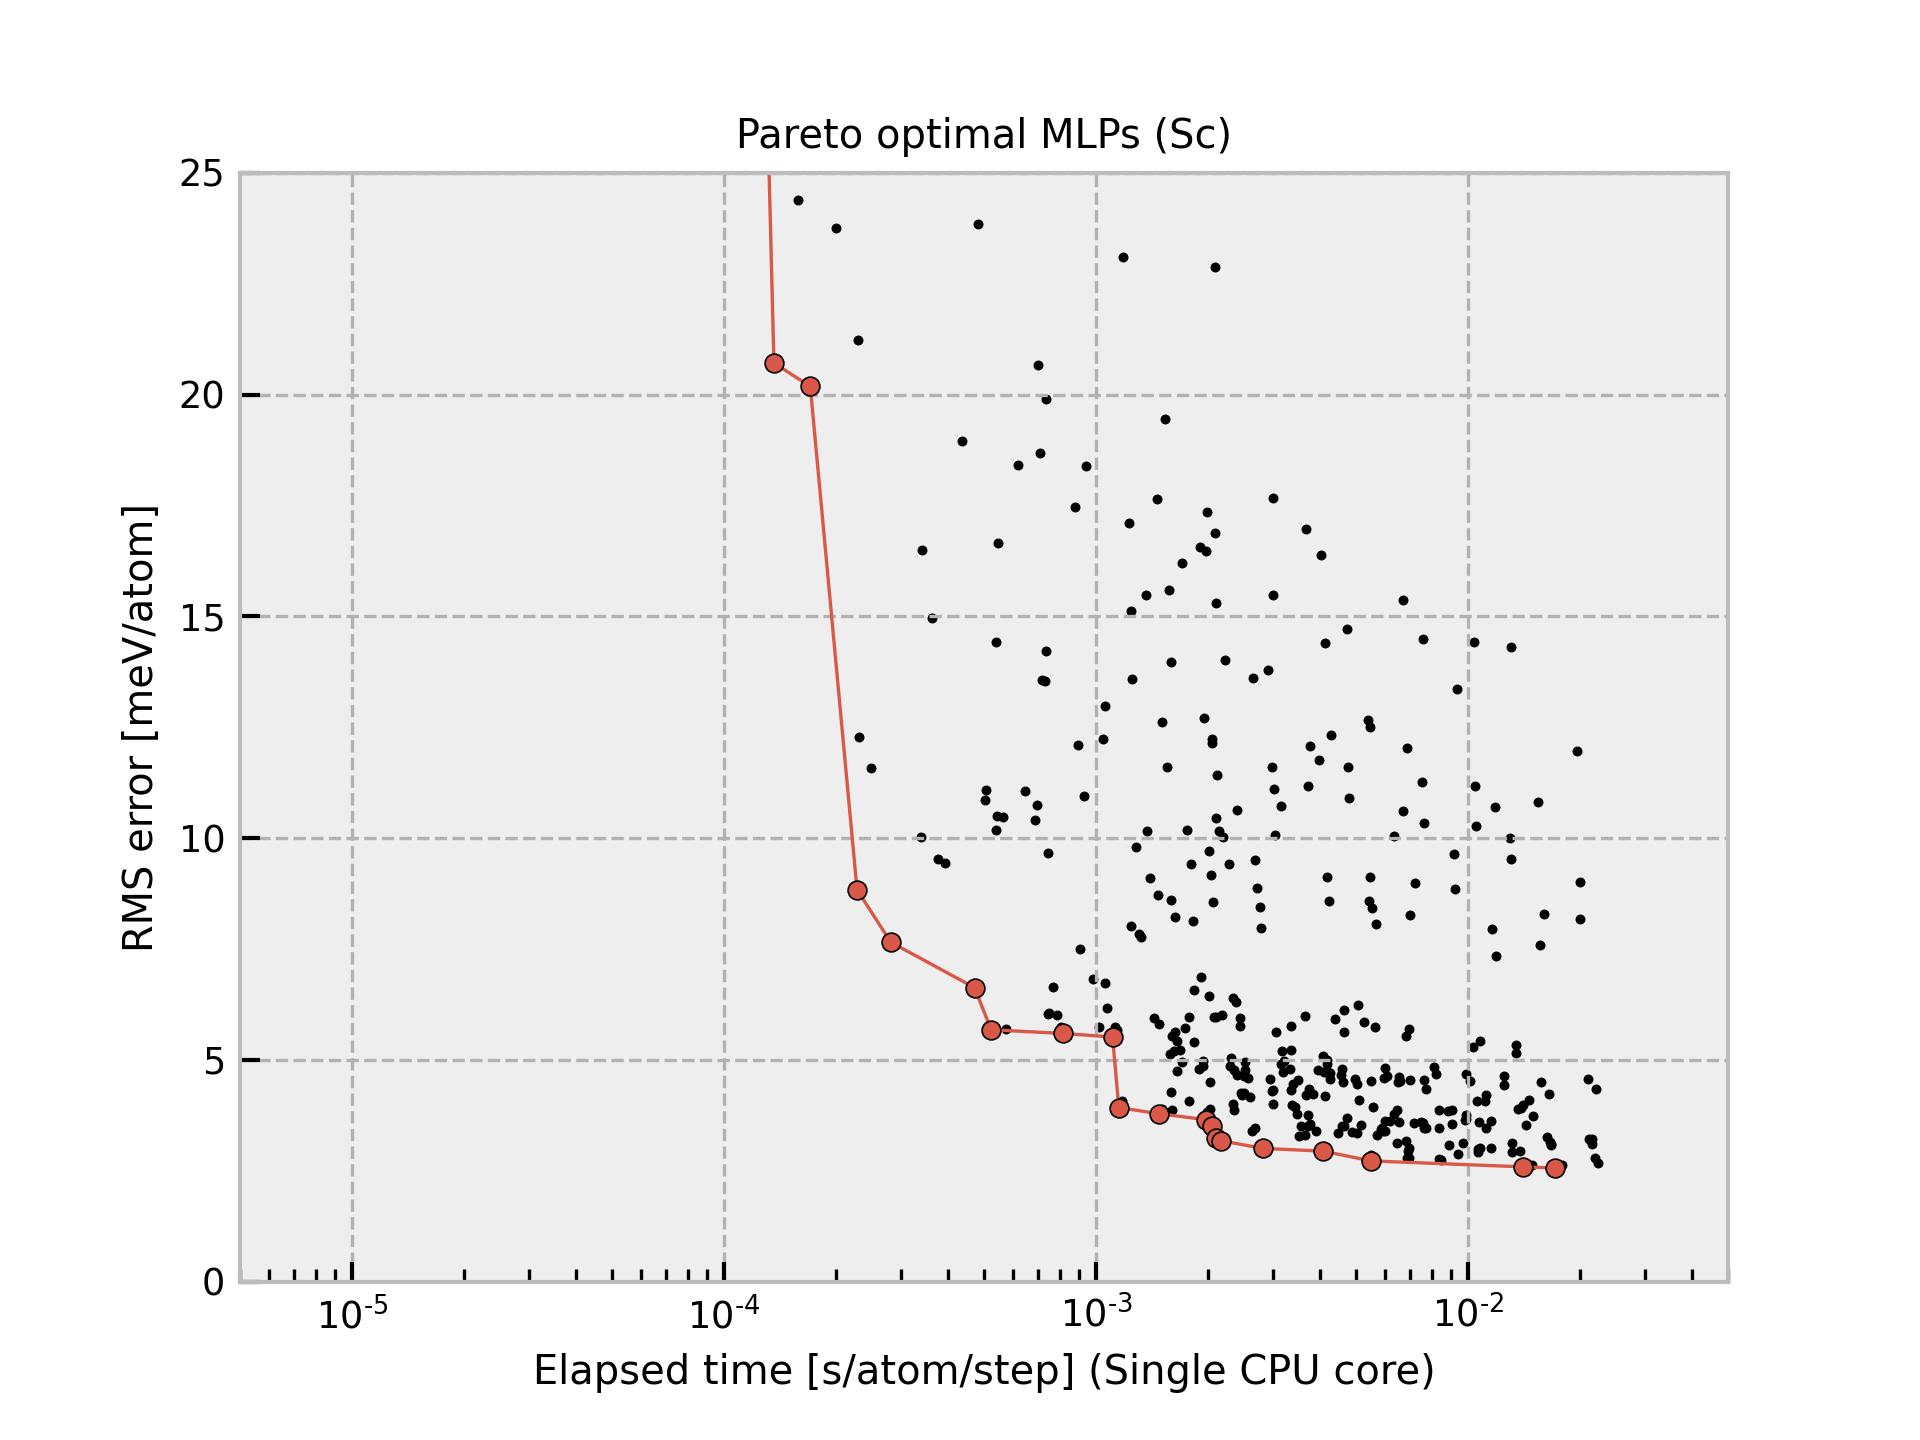 Pareto optimal MLPs (Sc)
25
20
15
10
5
0
RMS error [meV/atom]
10-5 10-4 10-3 10-2
Elapsed time [s/atom/step] (Single CPU core)